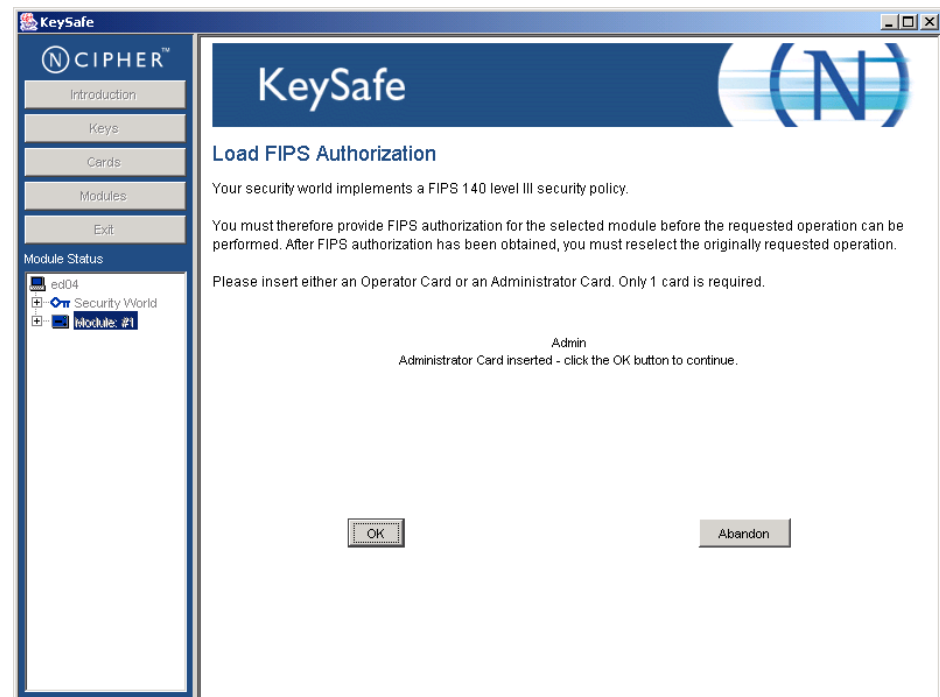 KeySafe
N CIPHER™
Introduction
Keys
Cards
Modules
Exit
Module Status
ed04
Security World
Module: #1
KeySafe
(N)
Load FIPS Authorization
Your security world implements a FIPS 140 level III security policy.
You must therefore provide FIPS authorization for the selected module before the requested operation can be
performed. After FIPS authorization has been obtained, you must reselect the originally requested operation.
Please insert either an Operator Card or an Administrator Card. Only 1 card is required.
Admin
Administrator Card inserted - click the OK button to continue.
OK
Abandon